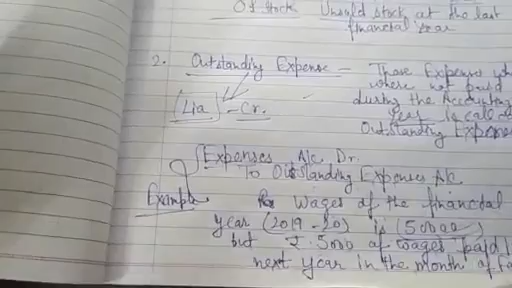 Of Stock Unsold stock at the last
financial year
2. Outstanding Expense - Those Expenses
where not paid
during the Accounting
(Lia) - Cr. year is called
Outstanding Expense
Expenses A/c Dr.
To Outstanding Expenses A/c
Example Wages of the financial
year (2019-20) is (50000)
but ₹ 5000 of wages paid
next year in the month of